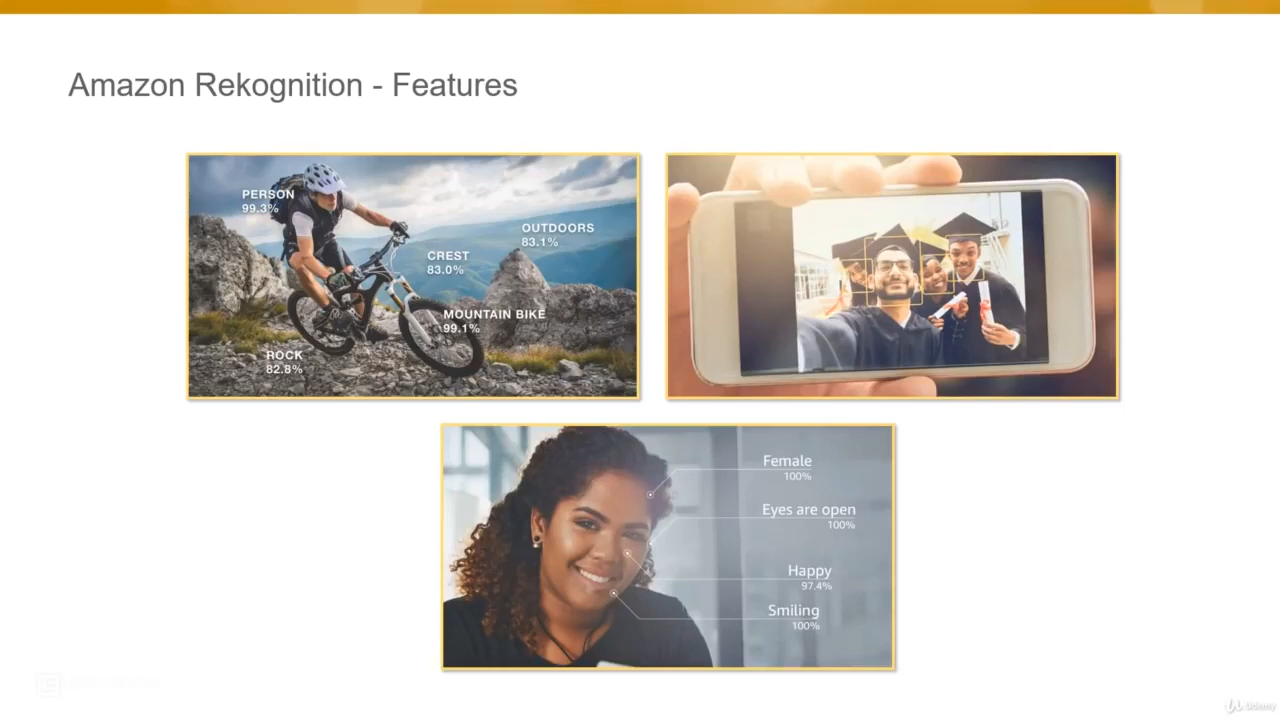 Amazon Rekognition - Features
PERSON
99.3%
OUTDOORS
83.1%
CREST
83.0%
MOUNTAIN BIKE
99.1%
ROCK
82.8%
Female
100%
Eyes are open
100%
Happy
97.4%
Smiling
100%
Udemy